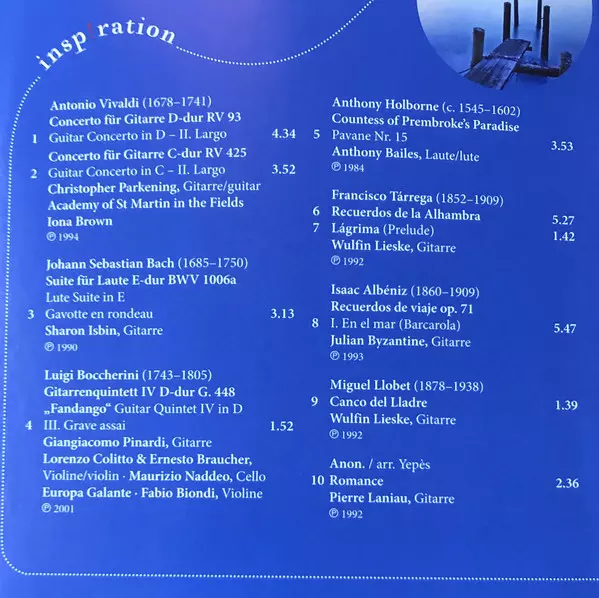 inspiration
Antonio Vivaldi (1678–1741)
Concerto für Gitarre D-dur RV 93
1 Guitar Concerto in D – II. Largo 4.34
Concerto für Gitarre C-dur RV 425
2 Guitar Concerto in C – II. Largo 3.52
Christopher Parkening, Gitarre/guitar
Academy of St Martin in the Fields
Iona Brown
℗ 1994
Johann Sebastian Bach (1685–1750)
Suite für Laute E-dur BWV 1006a
Lute Suite in E
3 Gavotte en rondeau 3.13
Sharon Isbin, Gitarre
℗ 1990
Luigi Boccherini (1743–1805)
Gitarrenquintett IV D-dur G. 448
„Fandango“ Guitar Quintet IV in D
4 III. Grave assai 1.52
Giangiacomo Pinardi, Gitarre
Lorenzo Colitto & Ernesto Braucher,
Violine/violin · Maurizio Naddeo, Cello
Europa Galante · Fabio Biondi, Violine
℗ 2001
Anthony Holborne (c. 1545–1602)
Countess of Prembroke's Paradise
5 Pavane Nr. 15 3.53
Anthony Bailes, Laute/lute
℗ 1984
Francisco Tárrega (1852–1909)
6 Recuerdos de la Alhambra 5.27
7 Lágrima (Prelude) 1.42
Wulfin Lieske, Gitarre
℗ 1992
Isaac Albéniz (1860–1909)
Recuerdos de viaje op. 71
8 I. En el mar (Barcarola) 5.47
Julian Byzantine, Gitarre
℗ 1993
Miguel Llobet (1878–1938)
9 Canco del Lladre 1.39
Wulfin Lieske, Gitarre
℗ 1992
Anon. / arr. Yepès
10 Romance 2.36
Pierre Laniau, Gitarre
℗ 1992